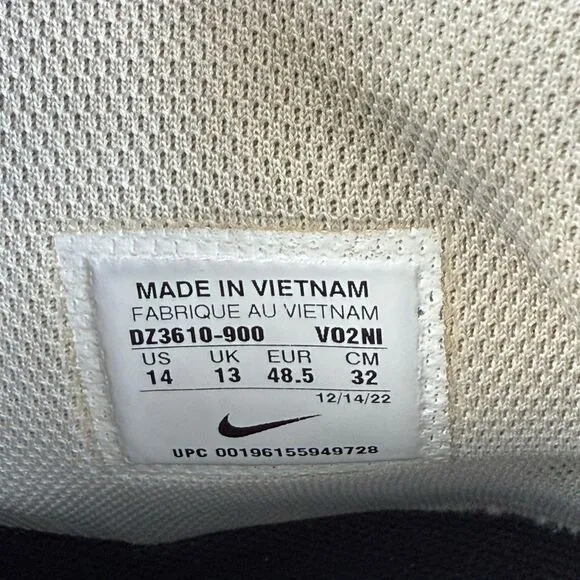 MADE IN VIETNAM
FABRIQUE AU VIETNAM
DZ3610-900 V02NI
US UK EUR CM
14 13 48.5 32
12/14/22
UPC 00196155949728